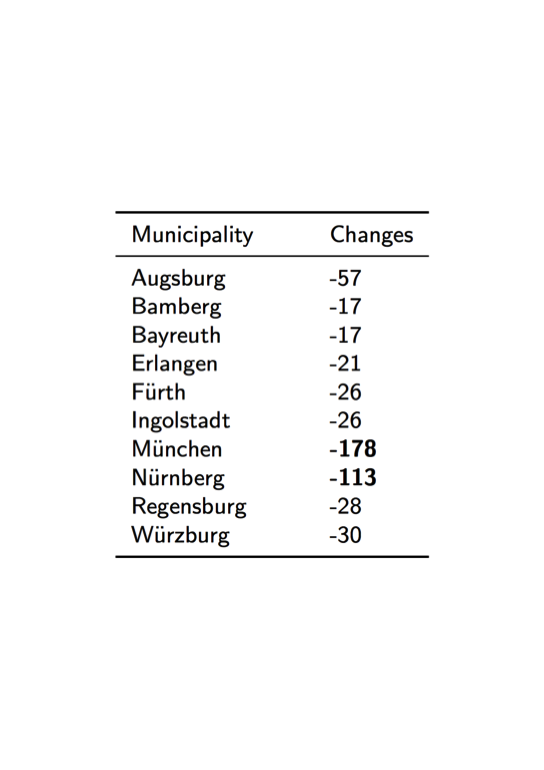 Municipality Changes
Augsburg -57
Bamberg -17
Bayreuth -17
Erlangen -21
Fürth -26
Ingolstadt -26
München -178
Nürnberg -113
Regensburg -28
Würzburg -30